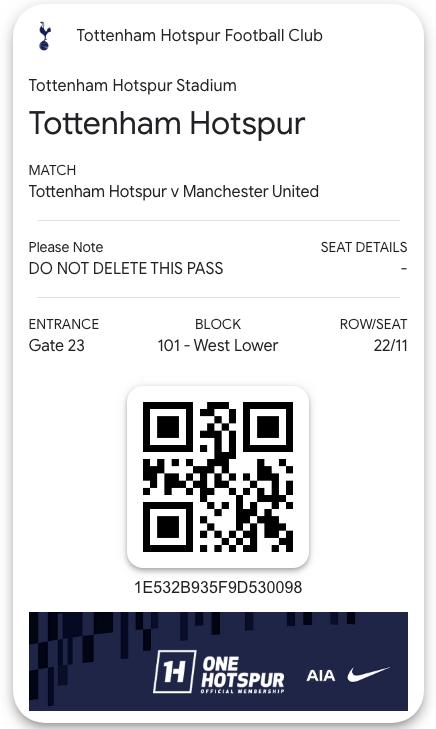 Tottenham Hotspur Football Club
Tottenham Hotspur Stadium
Tottenham Hotspur
MATCH
Tottenham Hotspur v Manchester United
Please Note SEAT DETAILS
DO NOT DELETE THIS PASS -
ENTRANCE BLOCK ROW/SEAT
Gate 23 101 - West Lower 22/11
1E532B935F9D530098
1H ONE HOTSPUR AIA
OFFICIAL MEMBERSHIP